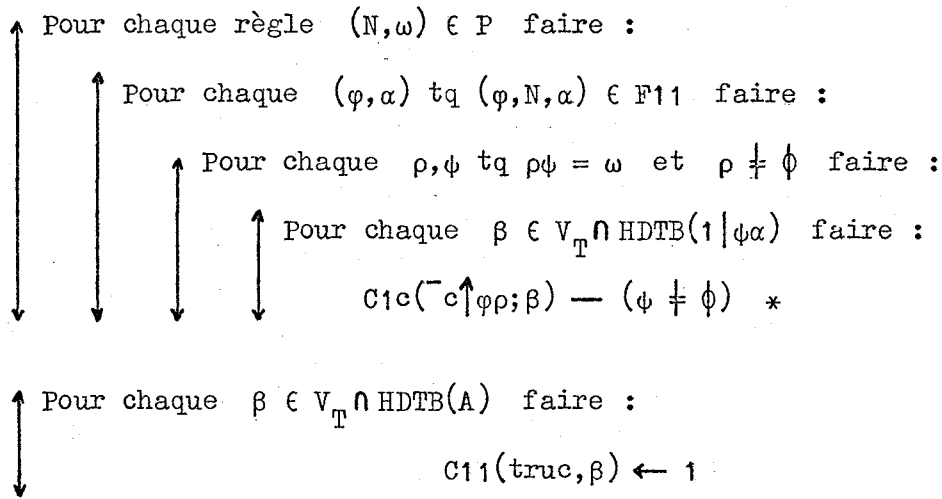 Pour chaque règle (N,ω) ∈ P faire :
Pour chaque (φ,α) tq (φ,N,α) ∈ F11 faire :
Pour chaque ρ,ψ tq ρψ = ω et ρ ≠ ϕ faire :
Pour chaque β ∈ V_T ∩ HDTB(1|ψα) faire :
C1c(⁻c↑φρ;β) — (ψ ≠ ϕ) *
Pour chaque β ∈ V_T ∩ HDTB(A) faire :
C11(truc,β) ← 1